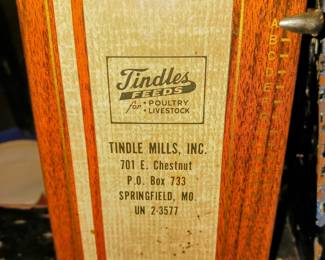 A
B
C
D
E
Tindles
FEEDS
for • POULTRY
• LIVESTOCK
TINDLE MILLS, INC.
701 E. Chestnut
P.O. Box 733
SPRINGFIELD, MO.
UN 2-3577